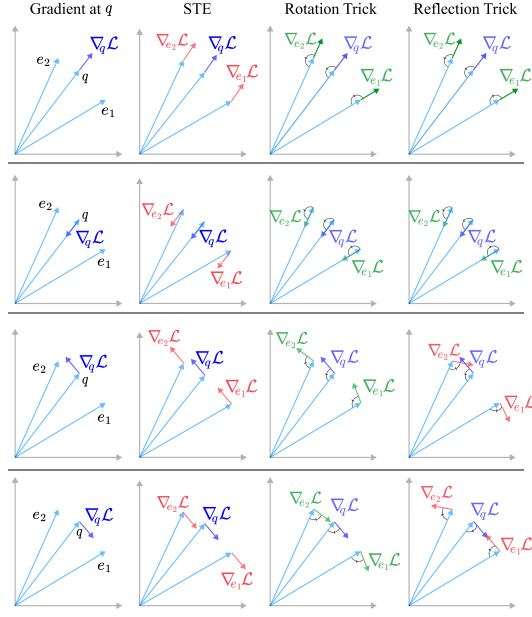 Gradient at q STE Rotation Trick Reflection Trick
∇qℒ ∇e₂ℒ ∇qℒ ∇e₂ℒ ∇qℒ ∇e₂ℒ ∇qℒ
e₂ q ∇e₁ℒ ∇e₁ℒ ∇e₁ℒ
e₁
e₂ q ∇e₂ℒ ∇e₂ℒ ∇e₂ℒ
∇qℒ ∇qℒ ∇qℒ ∇qℒ
e₁ ∇e₁ℒ ∇e₁ℒ ∇e₁ℒ
∇e₂ℒ ∇e₂ℒ ∇e₂ℒ
e₂ ∇qℒ ∇qℒ ∇qℒ ∇qℒ
q ∇e₁ℒ ∇e₁ℒ ∇e₁ℒ
e₁
∇e₂ℒ ∇e₂ℒ ∇e₂ℒ
e₂ ∇qℒ ∇qℒ ∇qℒ ∇qℒ
q
e₁ ∇e₁ℒ ∇e₁ℒ ∇e₁ℒ